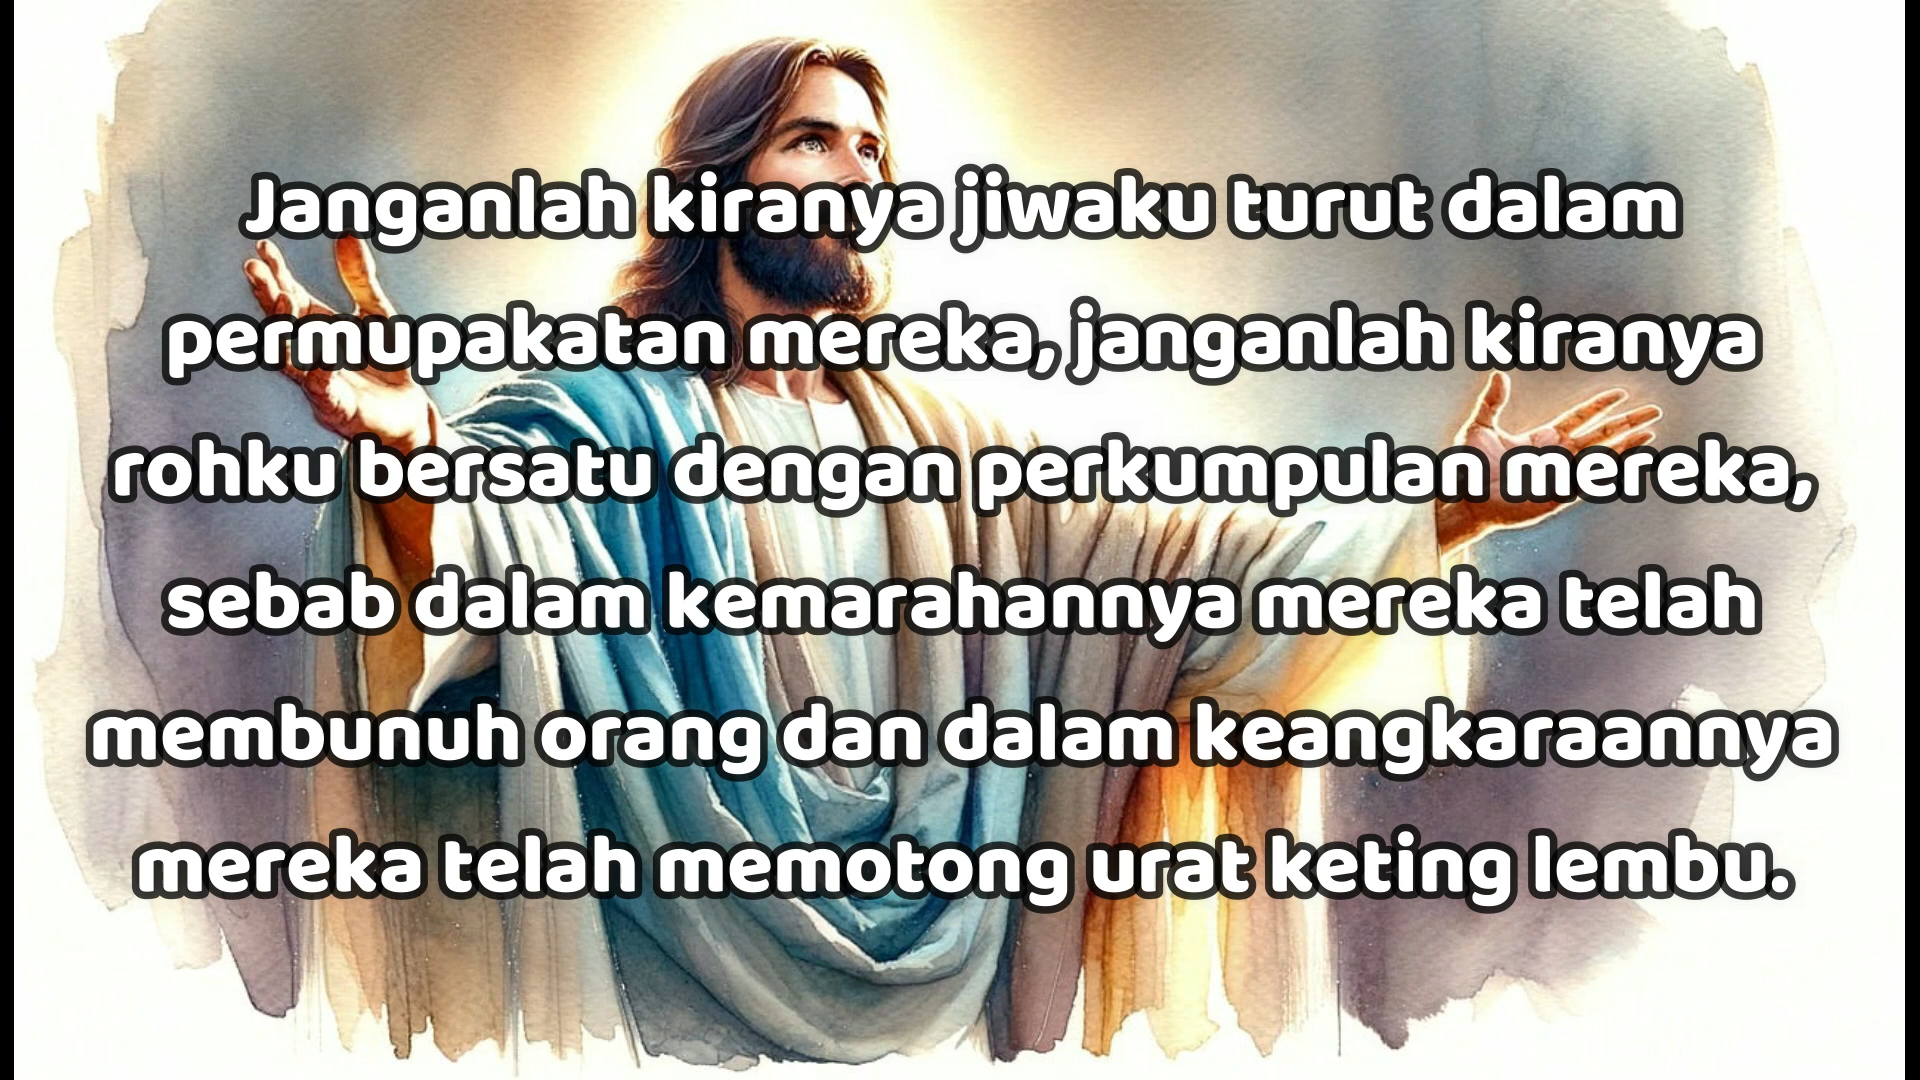 Janganlah kiranya jiwaku turut dalam
permupakatan mereka, janganlah kiranya
rohku bersatu dengan perkumpulan mereka,
sebab dalam kemarahannya mereka telah
membunuh orang dan dalam keangkaraannya
mereka telah memotong urat keting lembu.